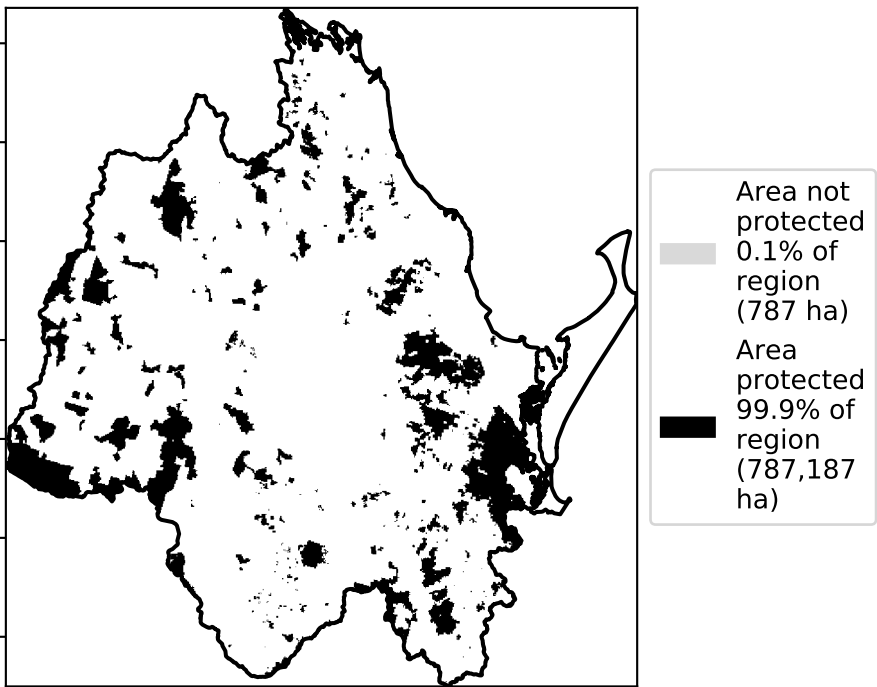 Area not
protected
0.1% of
region
(787 ha)
Area
protected
99.9% of
region
(787,187
ha)